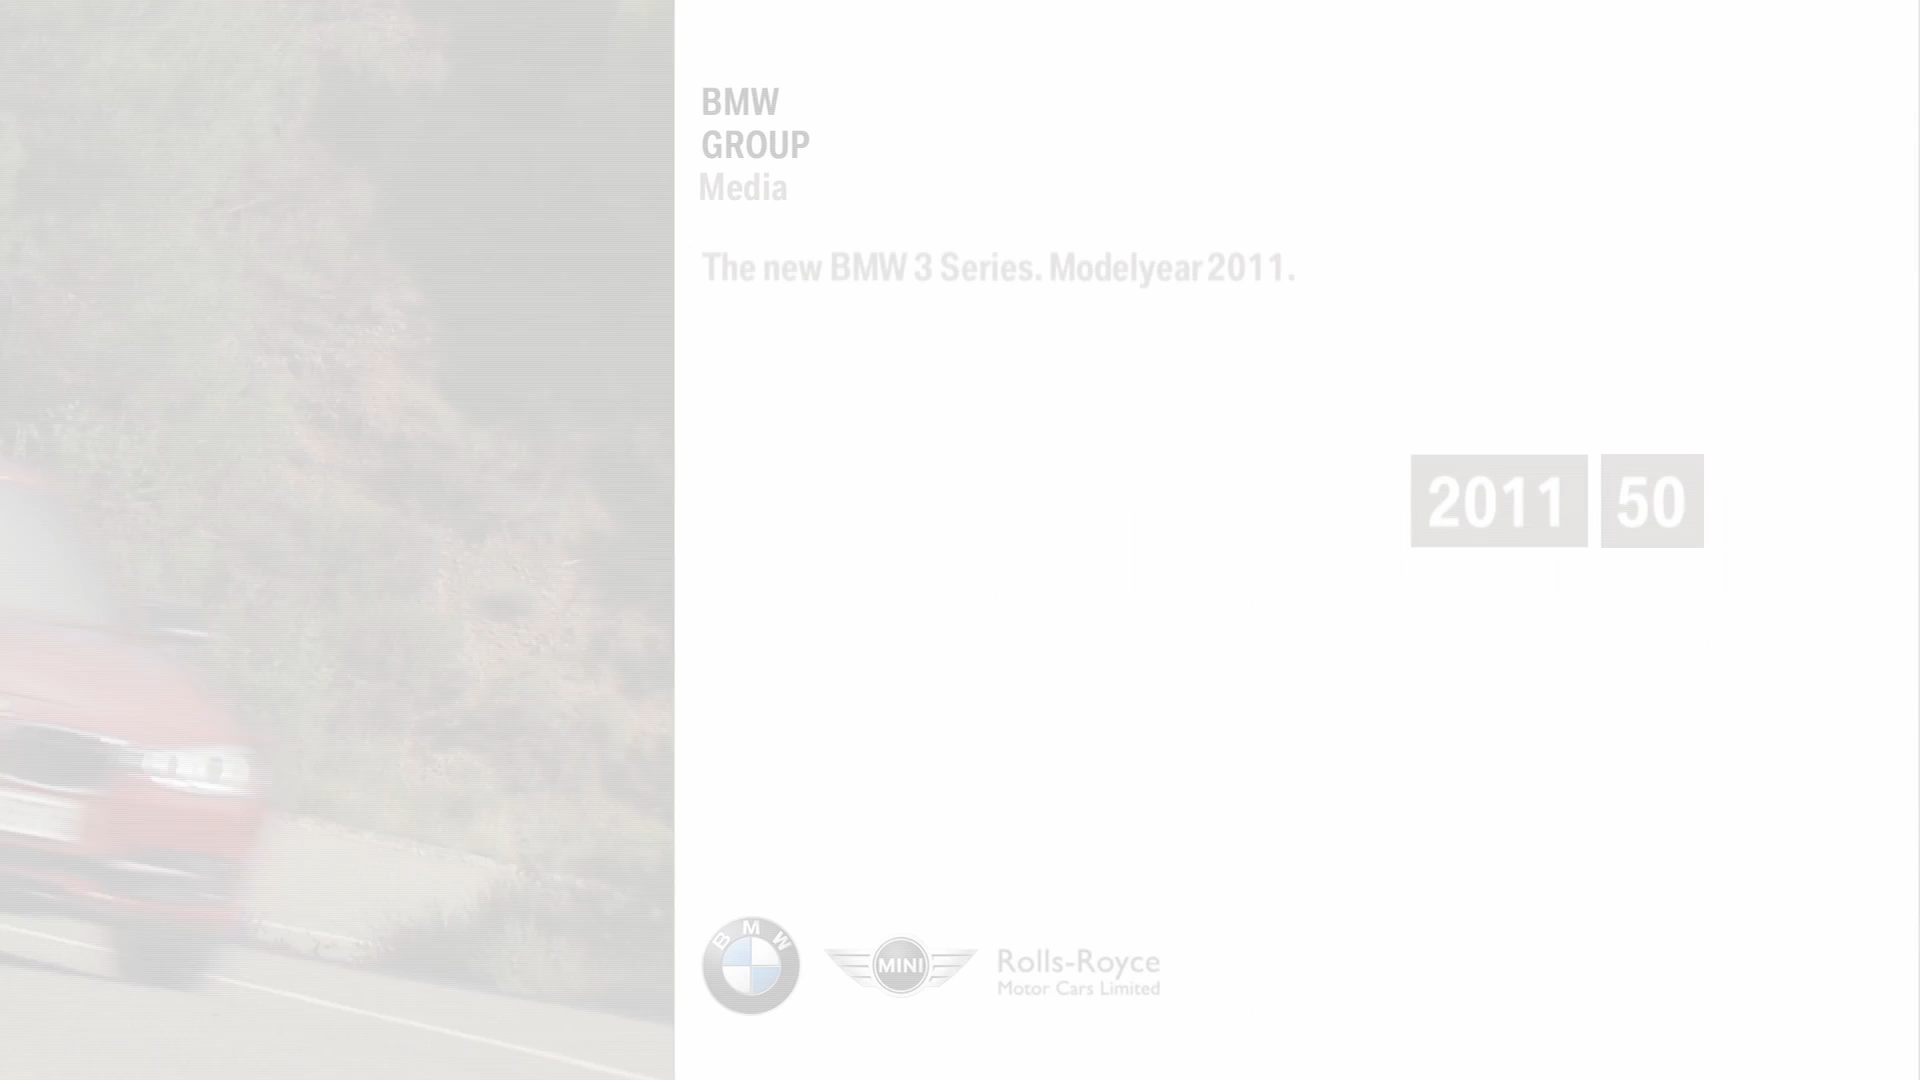 BMW
GROUP
Media
The new BMW 3 Series. Modelyear 2011.
2011 50
BMW MINI Rolls-Royce
Motor Cars Limited